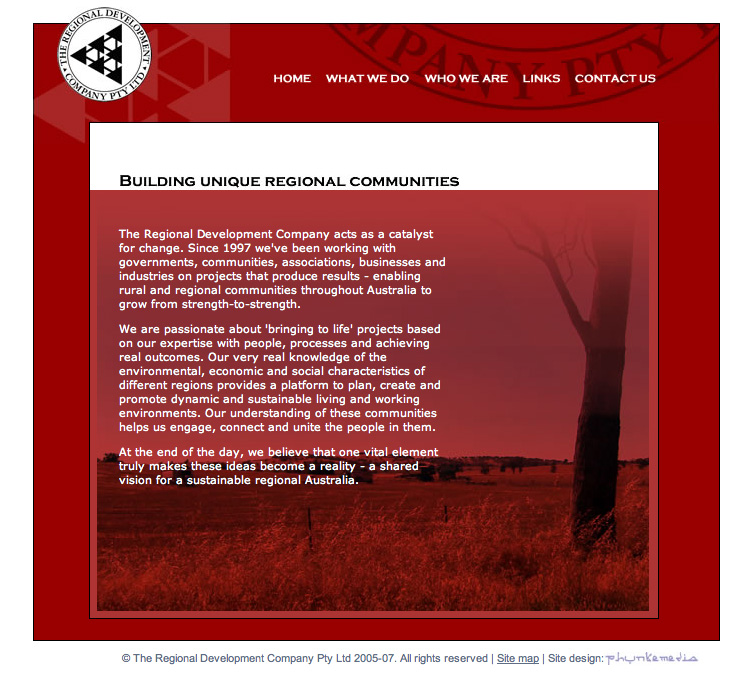 THE REGIONAL DEVELOPMENT
COMPANY PTY LTD
COMPANY PTY
HOME WHAT WE DO WHO WE ARE LINKS CONTACT US
Building unique regional communities
The Regional Development Company acts as a catalyst
for change. Since 1997 we've been working with
governments, communities, associations, businesses and
industries on projects that produce results - enabling
rural and regional communities throughout Australia to
grow from strength-to-strength.
We are passionate about 'bringing to life' projects based
on our expertise with people, processes and achieving
real outcomes. Our very real knowledge of the
environmental, economic and social characteristics of
different regions provides a platform to plan, create and
promote dynamic and sustainable living and working
environments. Our understanding of these communities
helps us engage, connect and unite the people in them.
At the end of the day, we believe that one vital element
truly makes these ideas become a reality - a shared
vision for a sustainable regional Australia.
© The Regional Development Company Pty Ltd 2005-07. All rights reserved | Site map | Site design: phunkemedia